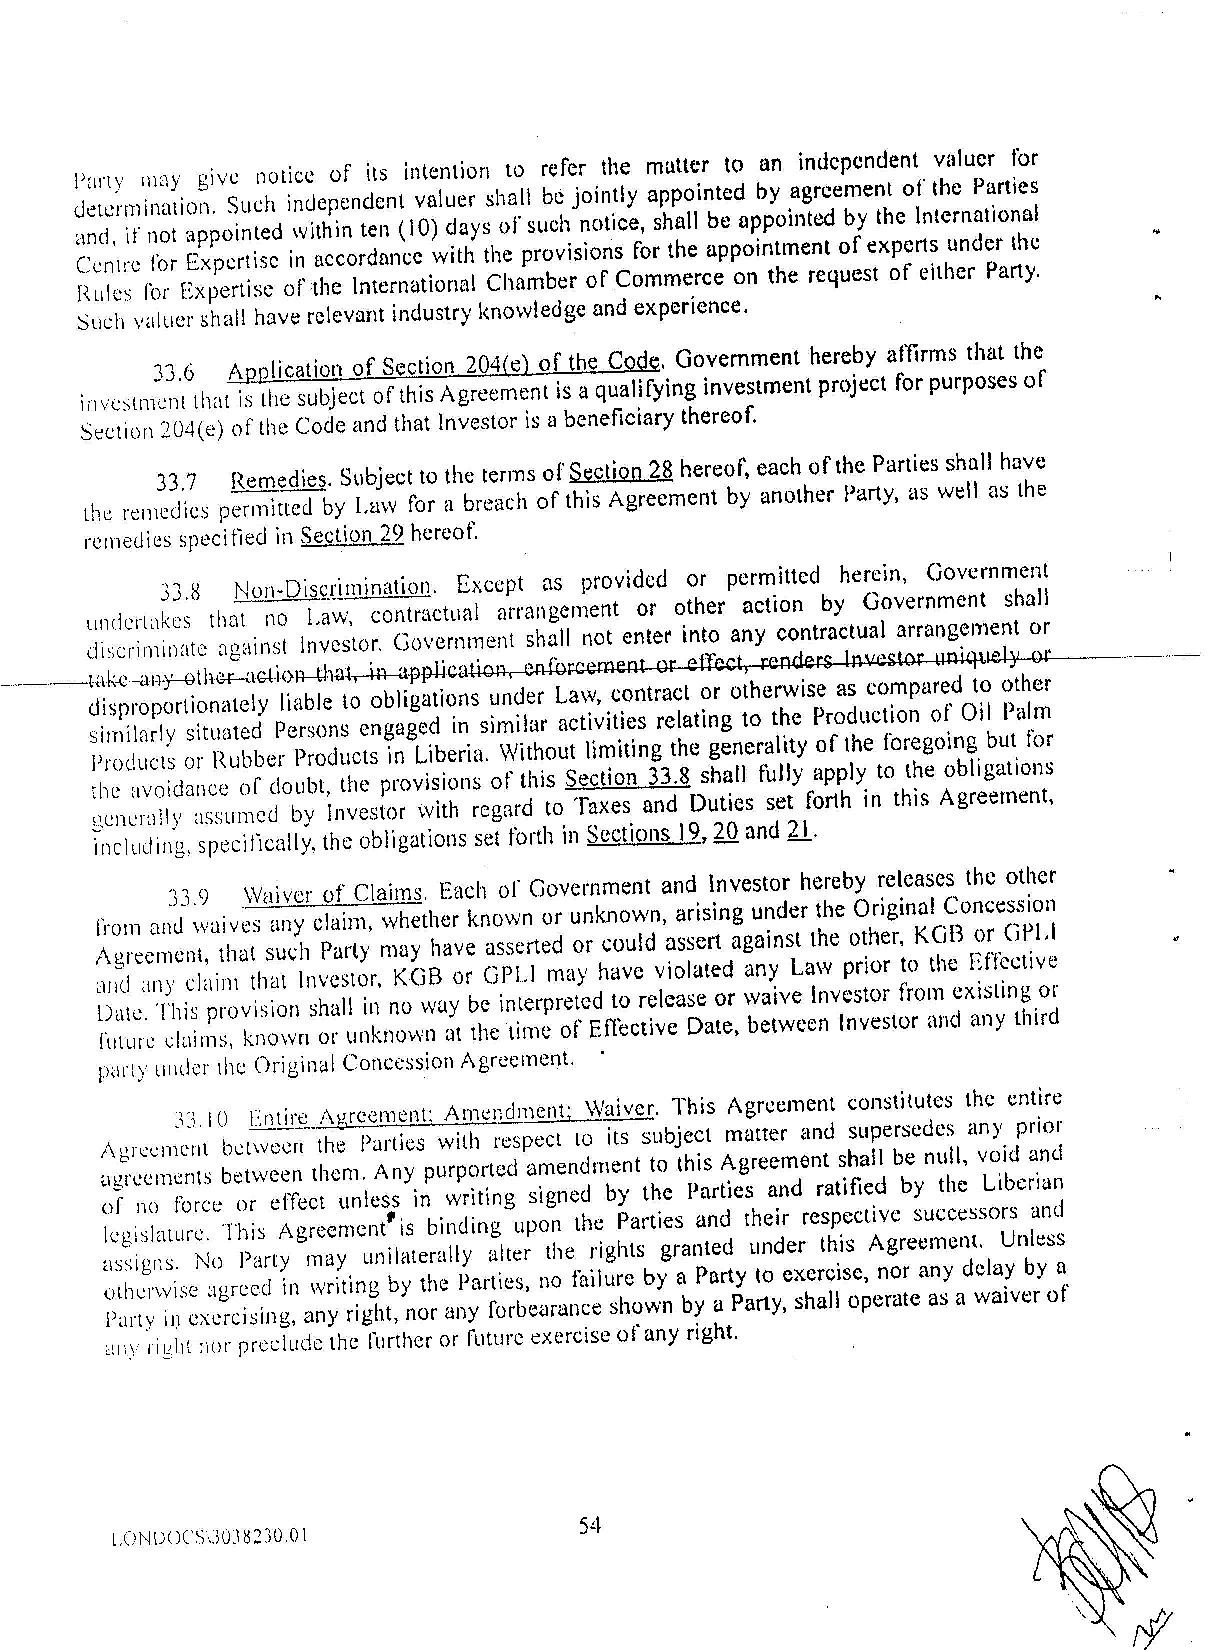 Party may give notice of its intention to refer the matter to an independent valuer for
determination. Such independent valuer shall be jointly appointed by agreement of the Parties
and, if not appointed within ten (10) days of such notice, shall be appointed by the International
Centre for Expertise in accordance with the provisions for the appointment of experts under the
Rules for Expertise of the International Chamber of Commerce on the request of either Party.
Such valuer shall have relevant industry knowledge and experience.
33.6 Application of Section 204(e) of the Code. Government hereby affirms that the
investment that is the subject of this Agreement is a qualifying investment project for purposes of
Section 204(e) of the Code and that Investor is a beneficiary thereof.
33.7 Remedies. Subject to the terms of Section 28 hereof, each of the Parties shall have
the remedies permitted by Law for a breach of this Agreement by another Party, as well as the
remedies specified in Section 29 hereof.
33.8 Non-Discrimination. Except as provided or permitted herein, Government
undertakes that no Law, contractual arrangement or other action by Government shall
discriminate against Investor. Government shall not enter into any contractual arrangement or
take any other action that, in application, enforcement or effect, renders Investor uniquely or
disproportionately liable to obligations under Law, contract or otherwise as compared to other
similarly situated Persons engaged in similar activities relating to the Production of Oil Palm
Products or Rubber Products in Liberia. Without limiting the generality of the foregoing but for
the avoidance of doubt, the provisions of this Section 33.8 shall fully apply to the obligations
generally assumed by Investor with regard to Taxes and Duties set forth in this Agreement,
including, specifically, the obligations set forth in Sections 19, 20 and 21.
33.9 Waiver of Claims. Each of Government and Investor hereby releases the other
from and waives any claim, whether known or unknown, arising under the Original Concession
Agreement, that such Party may have asserted or could assert against the other, KGB or GPLI
and any claim that Investor, KGB or GPLI may have violated any Law prior to the Effective
Date. This provision shall in no way be interpreted to release or waive Investor from existing or
future claims, known or unknown at the time of Effective Date, between Investor and any third
party under the Original Concession Agreement.
33.10 Entire Agreement; Amendment; Waiver. This Agreement constitutes the entire
Agreement between the Parties with respect to its subject matter and supersedes any prior
agreements between them. Any purported amendment to this Agreement shall be null, void and
of no force or effect unless in writing signed by the Parties and ratified by the Liberian
legislature. This Agreement is binding upon the Parties and their respective successors and
assigns. No Party may unilaterally alter the rights granted under this Agreement. Unless
otherwise agreed in writing by the Parties, no failure by a Party to exercise, nor any delay by a
Party in exercising, any right, nor any forbearance shown by a Party, shall operate as a waiver of
any right nor preclude the further or future exercise of any right.
54
LONDOCS\3038230.01